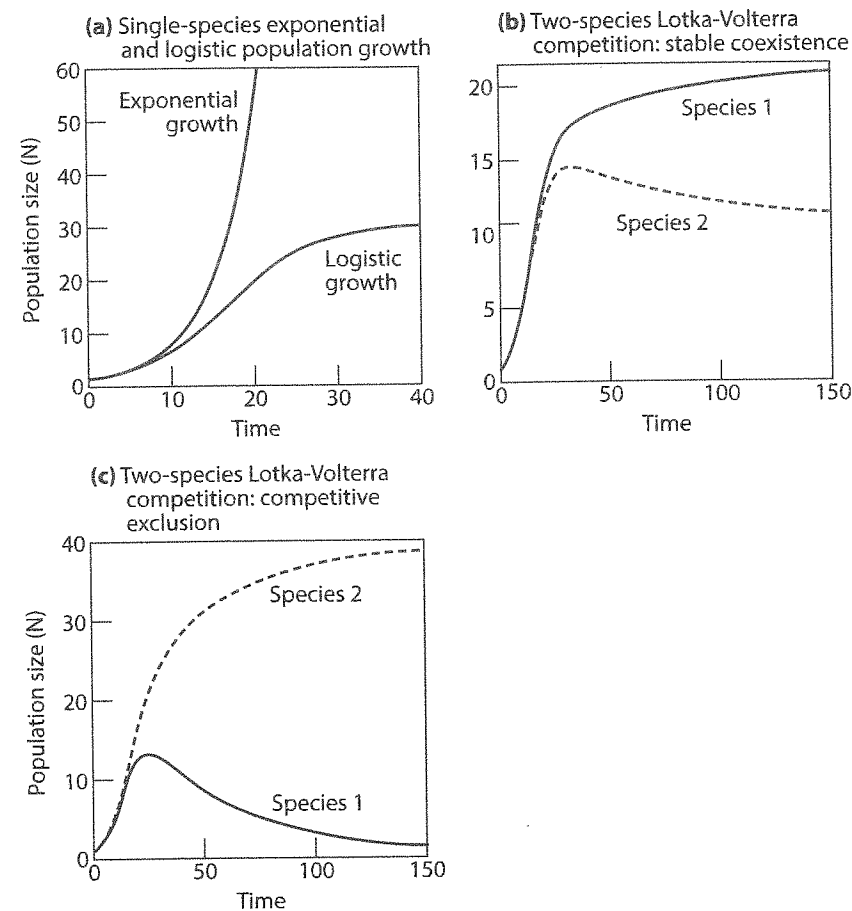 (a) Single-species exponential
and logistic population growth
60
50
40
30
20
10
0
Population size (N)
Exponential
growth
Logistic
growth
0 10 20 30 40
Time
(b) Two-species Lotka-Volterra
competition: stable coexistence
20
15
10
5
0
Species 1
Species 2
0 50 100 150
Time
(c) Two-species Lotka-Volterra
competition: competitive
exclusion
40
30
20
10
0
Population size (N)
Species 2
Species 1
0 50 100 150
Time